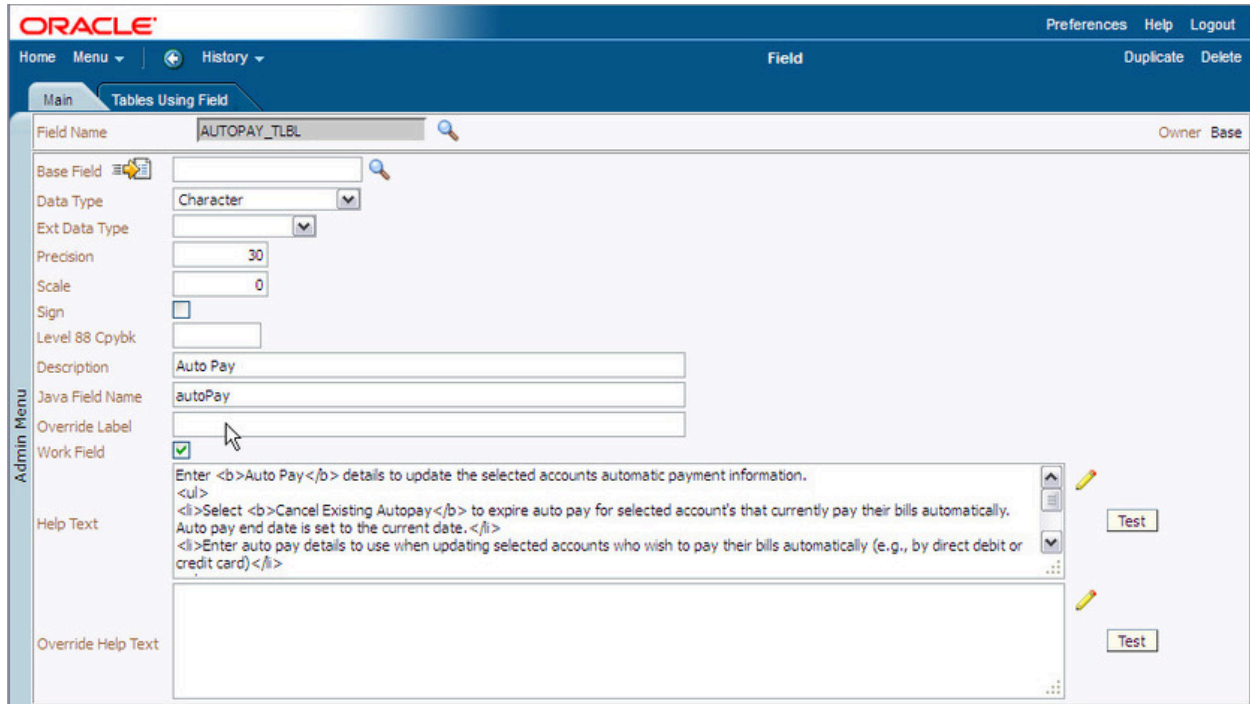 ORACLE
Preferences Help Logout
Home Menu History Field Duplicate Delete
Main Tables Using Field
Field Name AUTOPAY_TLBL Owner Base
Base Field
Data Type Character
Ext Data Type
Precision 30
Scale 0
Sign
Level 88 Cpybk
Description Auto Pay
Java Field Name autoPay
Override Label
Work Field
Admin Menu
Help Text
Enter <b>Auto Pay</b> details to update the selected accounts automatic payment information.
<ul>
<li>Select <b>Cancel Existing Autopay</b> to expire auto pay for selected account's that currently pay their bills automatically.
Auto pay end date is set to the current date.</li>
<li>Enter auto pay details to use when updating selected accounts who wish to pay their bills automatically (e.g., by direct debit or
credit card)</li>
Test
Override Help Text Test